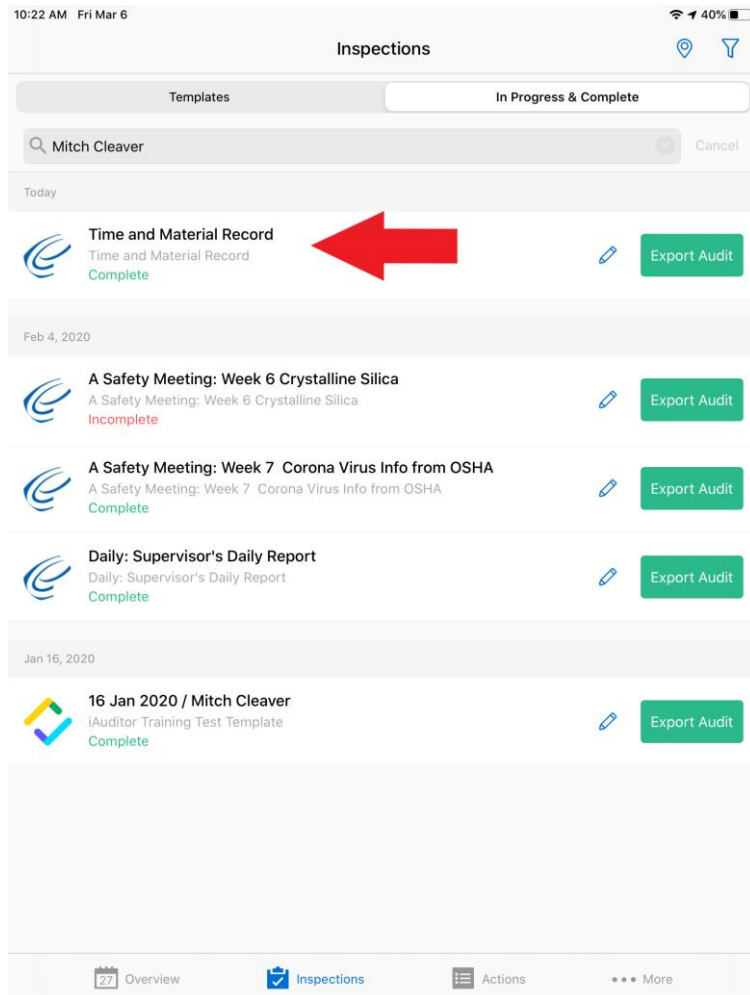 10:22 AM Fri Mar 6 40%
Inspections
Templates In Progress & Complete
Mitch Cleaver Cancel
Today
Time and Material Record
Time and Material Record
Complete
Export Audit
Feb 4, 2020
A Safety Meeting: Week 6 Crystalline Silica
A Safety Meeting: Week 6 Crystalline Silica
Incomplete
Export Audit
A Safety Meeting: Week 7 Corona Virus Info from OSHA
A Safety Meeting: Week 7 Corona Virus Info from OSHA
Complete
Export Audit
Daily: Supervisor's Daily Report
Daily: Supervisor's Daily Report
Complete
Export Audit
Jan 16, 2020
16 Jan 2020 / Mitch Cleaver
iAuditor Training Test Template
Complete
Export Audit
27 Overview Inspections Actions More